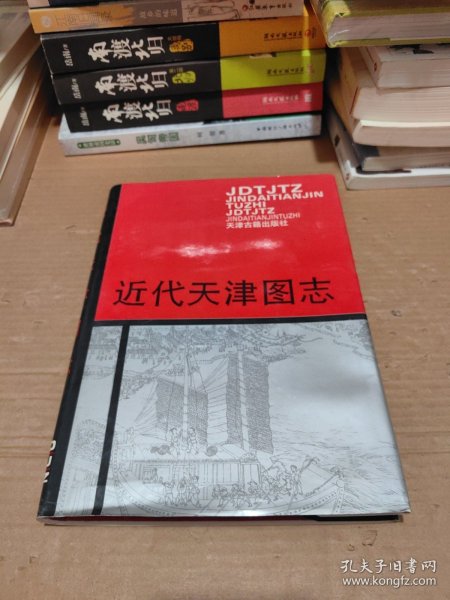 南渡北归
南渡北归
南渡北归
JDTJTZ
JINDAITIANJIN
TUZHI
JDTJTZ
JINDAITIANJINTUZHI
天津古籍出版社
近代天津图志
孔夫子旧书网
www.kongfz.com